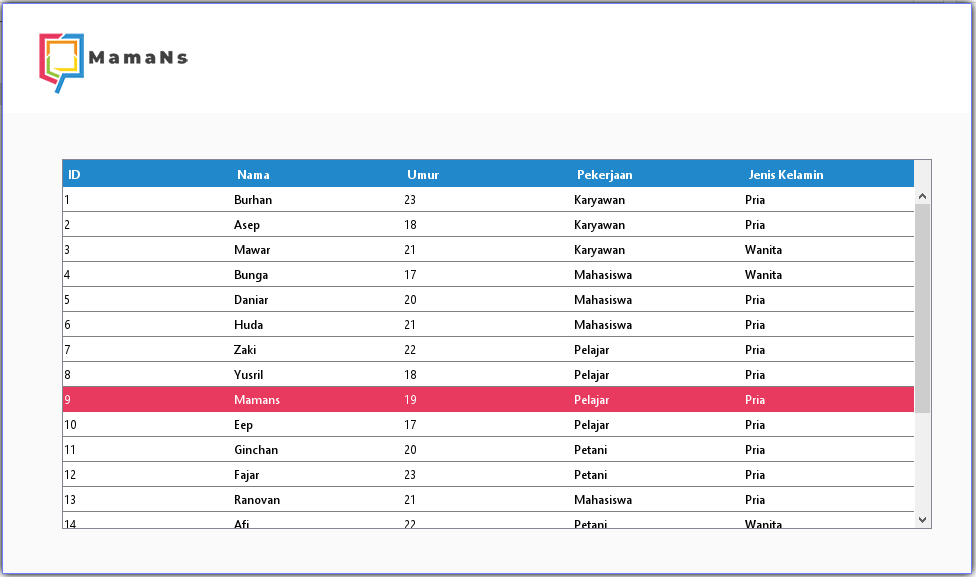 MamaNs
ID Nama Umur Pekerjaan Jenis Kelamin
1 Burhan 23 Karyawan Pria
2 Asep 18 Karyawan Pria
3 Mawar 21 Karyawan Wanita
4 Bunga 17 Mahasiswa Wanita
5 Daniar 20 Mahasiswa Pria
6 Huda 21 Mahasiswa Pria
7 Zaki 22 Pelajar Pria
8 Yusril 18 Pelajar Pria
9 Mamans 19 Pelajar Pria
10 Eep 17 Pelajar Pria
11 Ginchan 20 Petani Pria
12 Fajar 23 Petani Pria
13 Ranovan 21 Mahasiswa Pria
14 Afi 22 Petani Wanita